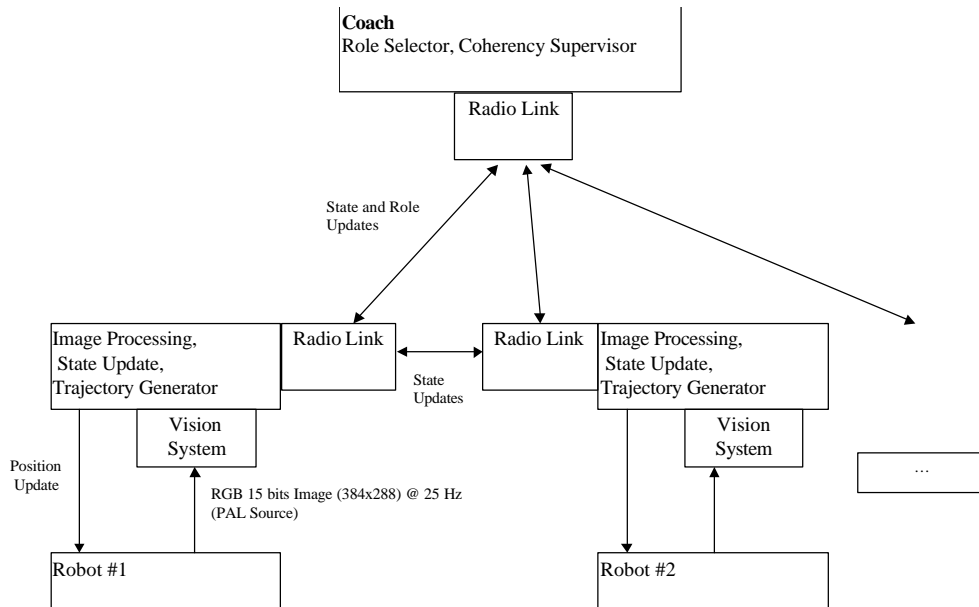 Coach
Role Selector, Coherency Supervisor
Radio Link
State and Role
Updates
Image Processing,
State Update,
Trajectory Generator
Radio Link
State
Updates
Radio Link
Image Processing,
State Update,
Trajectory Generator
Vision
System
Vision
System
Position
Update
RGB 15 bits Image (384x288) @ 25 Hz
(PAL Source)
...
Robot #1
Robot #2